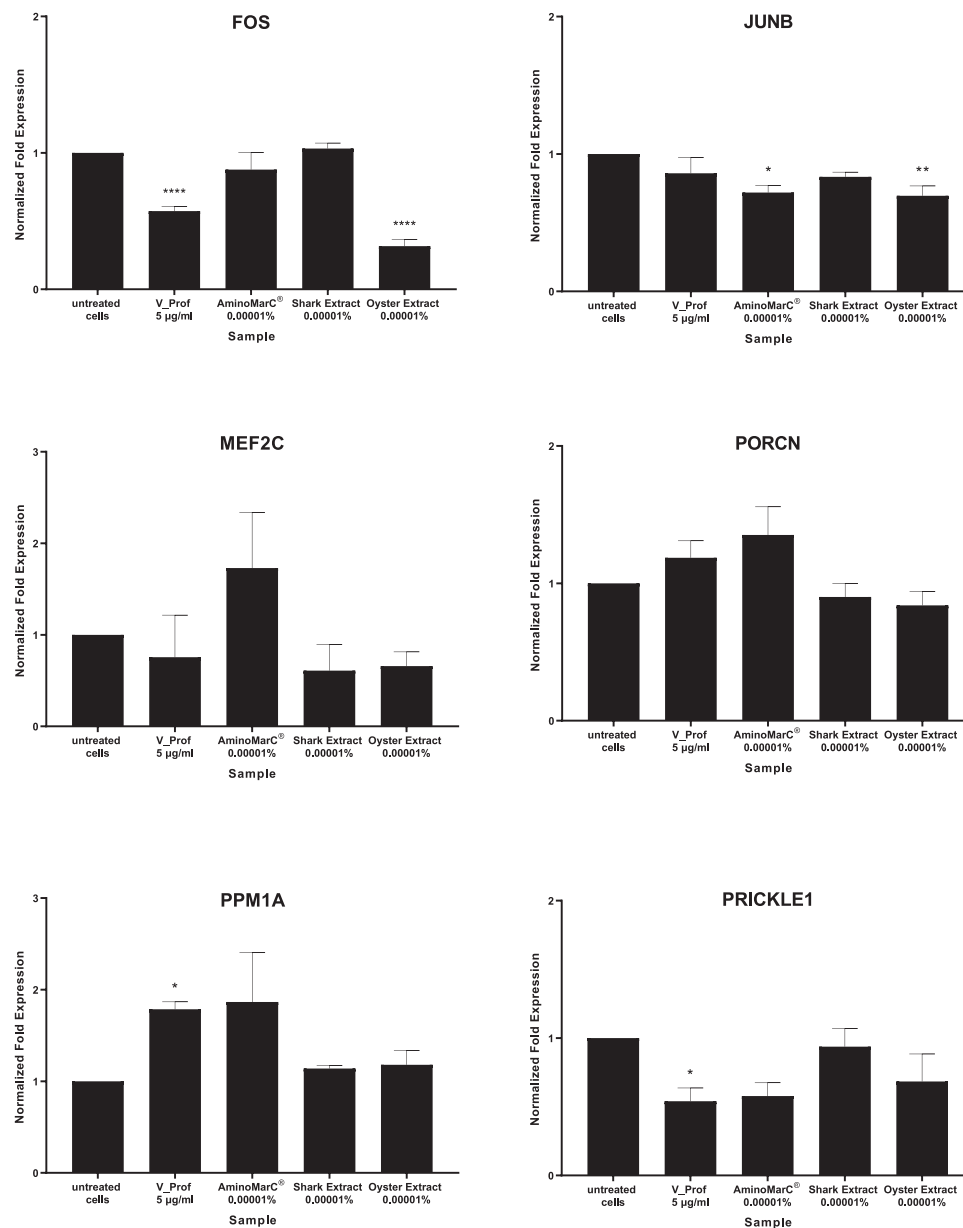 FOS
Normalized Fold Expression
2
1
0
**** ****
untreated cells
V_Prof 5 µg/ml
AminoMarC® 0.00001%
Shark Extract 0.00001%
Oyster Extract 0.00001%
Sample
JUNB
Normalized Fold Expression
2
1
0
* **
untreated cells
V_Prof 5 µg/ml
AminoMarC® 0.00001%
Shark Extract 0.00001%
Oyster Extract 0.00001%
Sample
MEF2C
Normalized Fold Expression
3
2
1
0
untreated cells
V_Prof 5 µg/ml
AminoMarC® 0.00001%
Shark Extract 0.00001%
Oyster Extract 0.00001%
Sample
PORCN
Normalized Fold Expression
2
1
0
untreated cells
V_Prof 5 µg/ml
AminoMarC® 0.00001%
Shark Extract 0.00001%
Oyster Extract 0.00001%
Sample
PPM1A
Normalized Fold Expression
3
2
1
0
*
untreated cells
V_Prof 5 µg/ml
AminoMarC® 0.00001%
Shark Extract 0.00001%
Oyster Extract 0.00001%
Sample
PRICKLE1
Normalized Fold Expression
2
1
0
*
untreated cells
V_Prof 5 µg/ml
AminoMarC® 0.00001%
Shark Extract 0.00001%
Oyster Extract 0.00001%
Sample